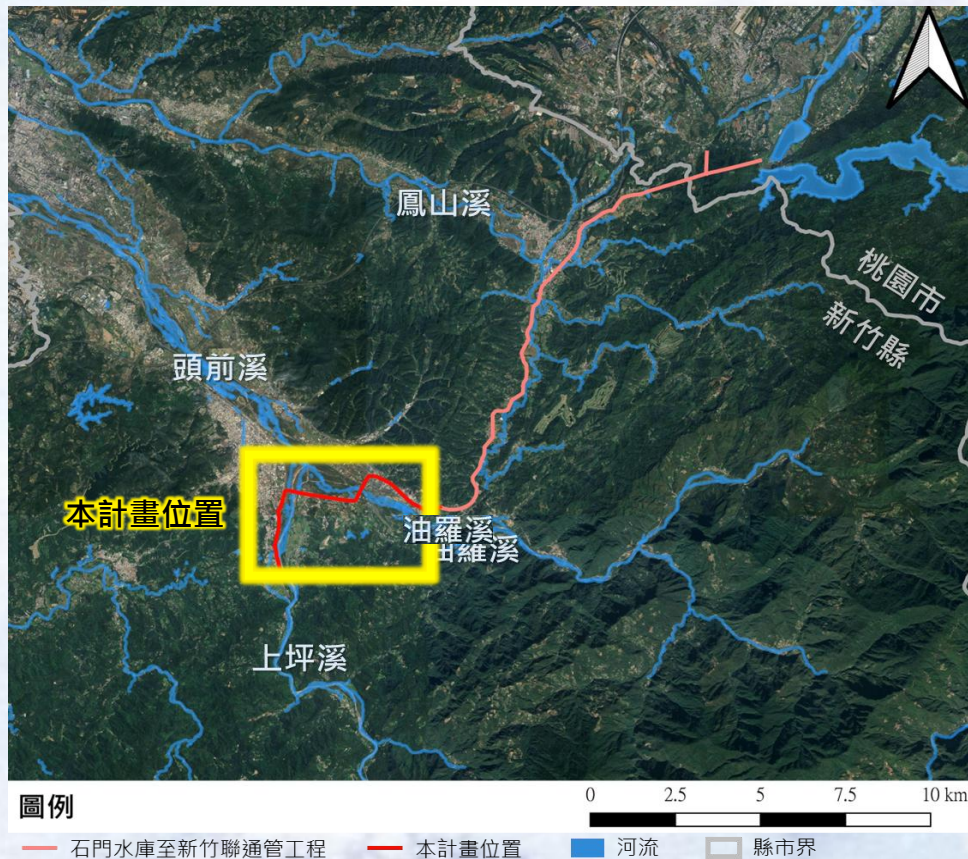 鳳山溪
桃園市
新竹縣
頭前溪
本計畫位置
油羅溪
油羅溪
上坪溪
圖例
0 2.5 5 7.5 10 km
石門水庫至新竹聯通管工程
本計畫位置
河流
縣市界